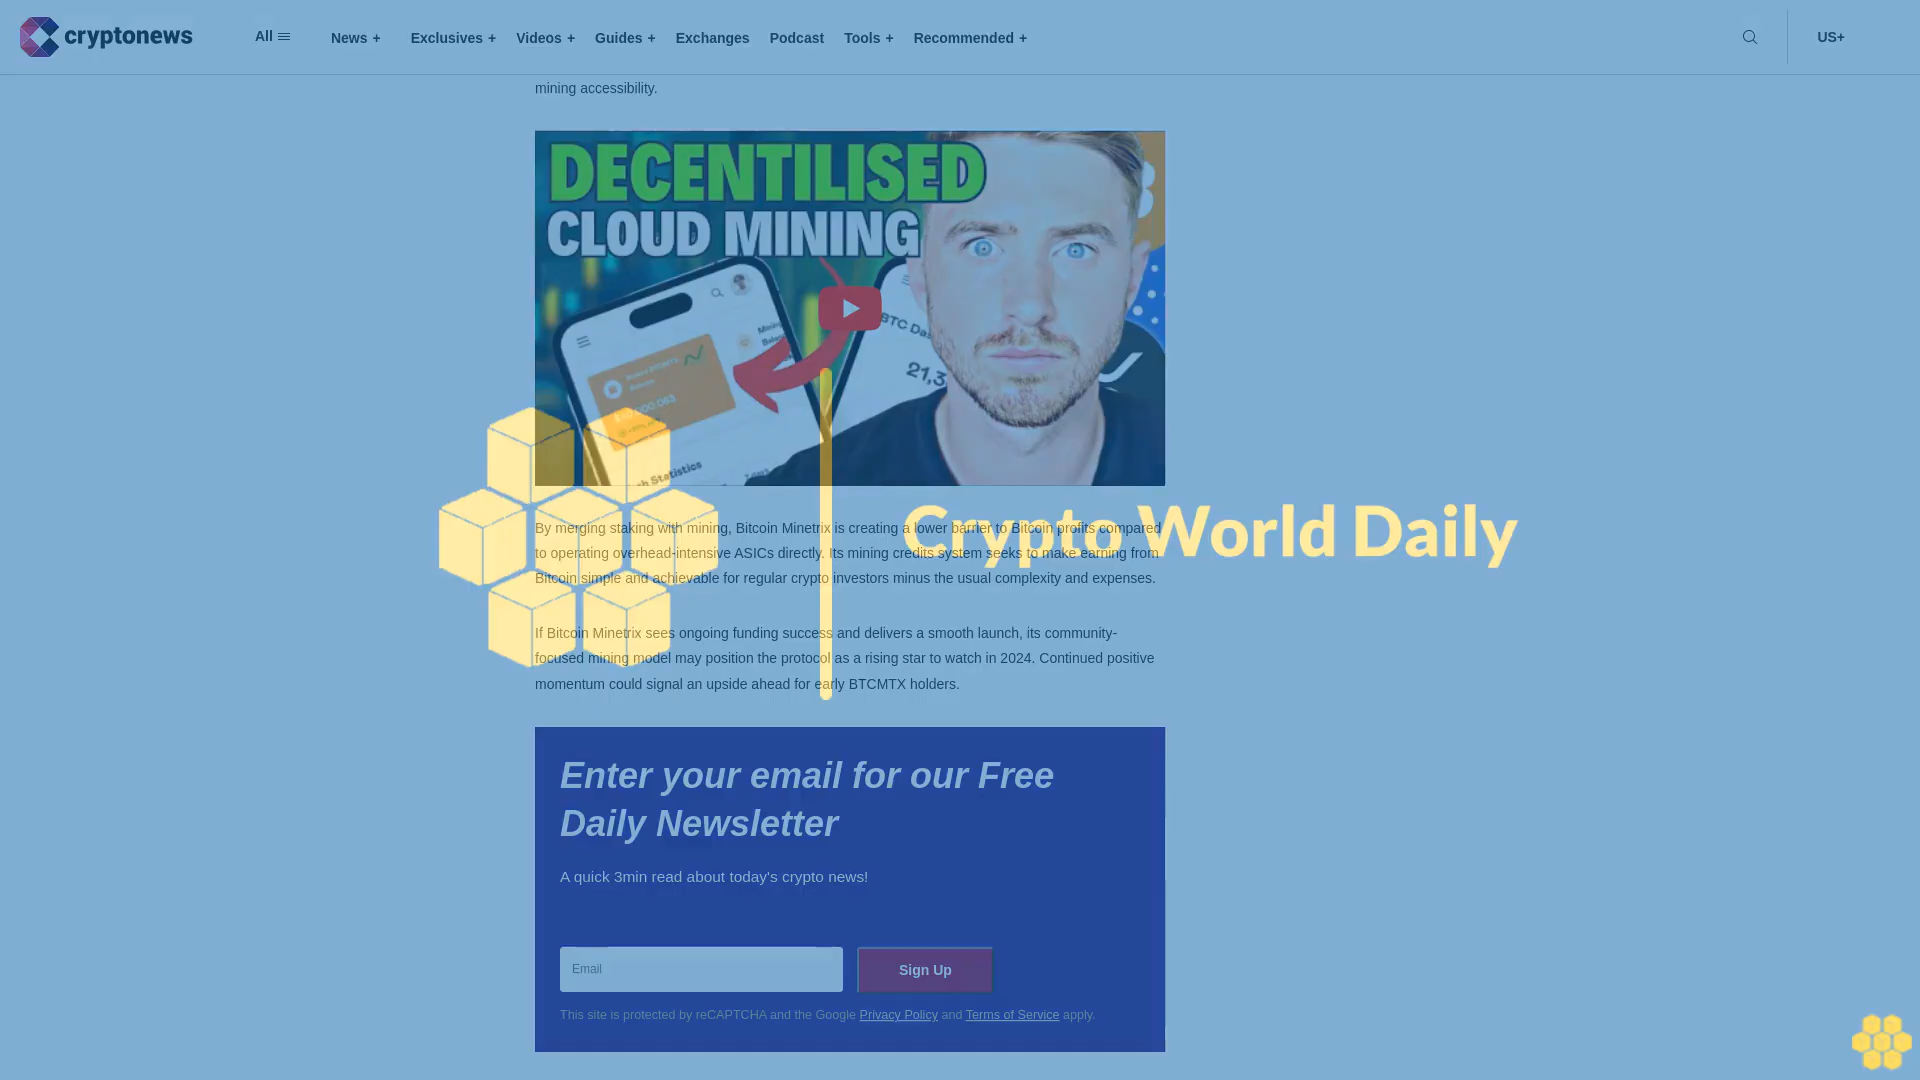 cryptonews
All
News +
Exclusives +
Videos +
Guides +
Exchanges
Podcast
Tools +
Recommended +
US+
mining accessibility.
DECENTILISED
CLOUD MINING
BTC Das
21,3
Statistics
By merging staking with mining, Bitcoin Minetrix is creating a lower barrier to Bitcoin profits compared
to operating overhead-intensive ASICs directly. Its mining credits system seeks to make earning from
Bitcoin simple and achievable for regular crypto investors minus the usual complexity and expenses.
Crypto World Daily
If Bitcoin Minetrix sees ongoing funding success and delivers a smooth launch, its community-
focused mining model may position the protocol as a rising star to watch in 2024. Continued positive
momentum could signal an upside ahead for early BTCMTX holders.
Enter your email for our Free
Daily Newsletter
A quick 3min read about today's crypto news!
Email
Sign Up
This site is protected by reCAPTCHA and the Google Privacy Policy and Terms of Service apply.